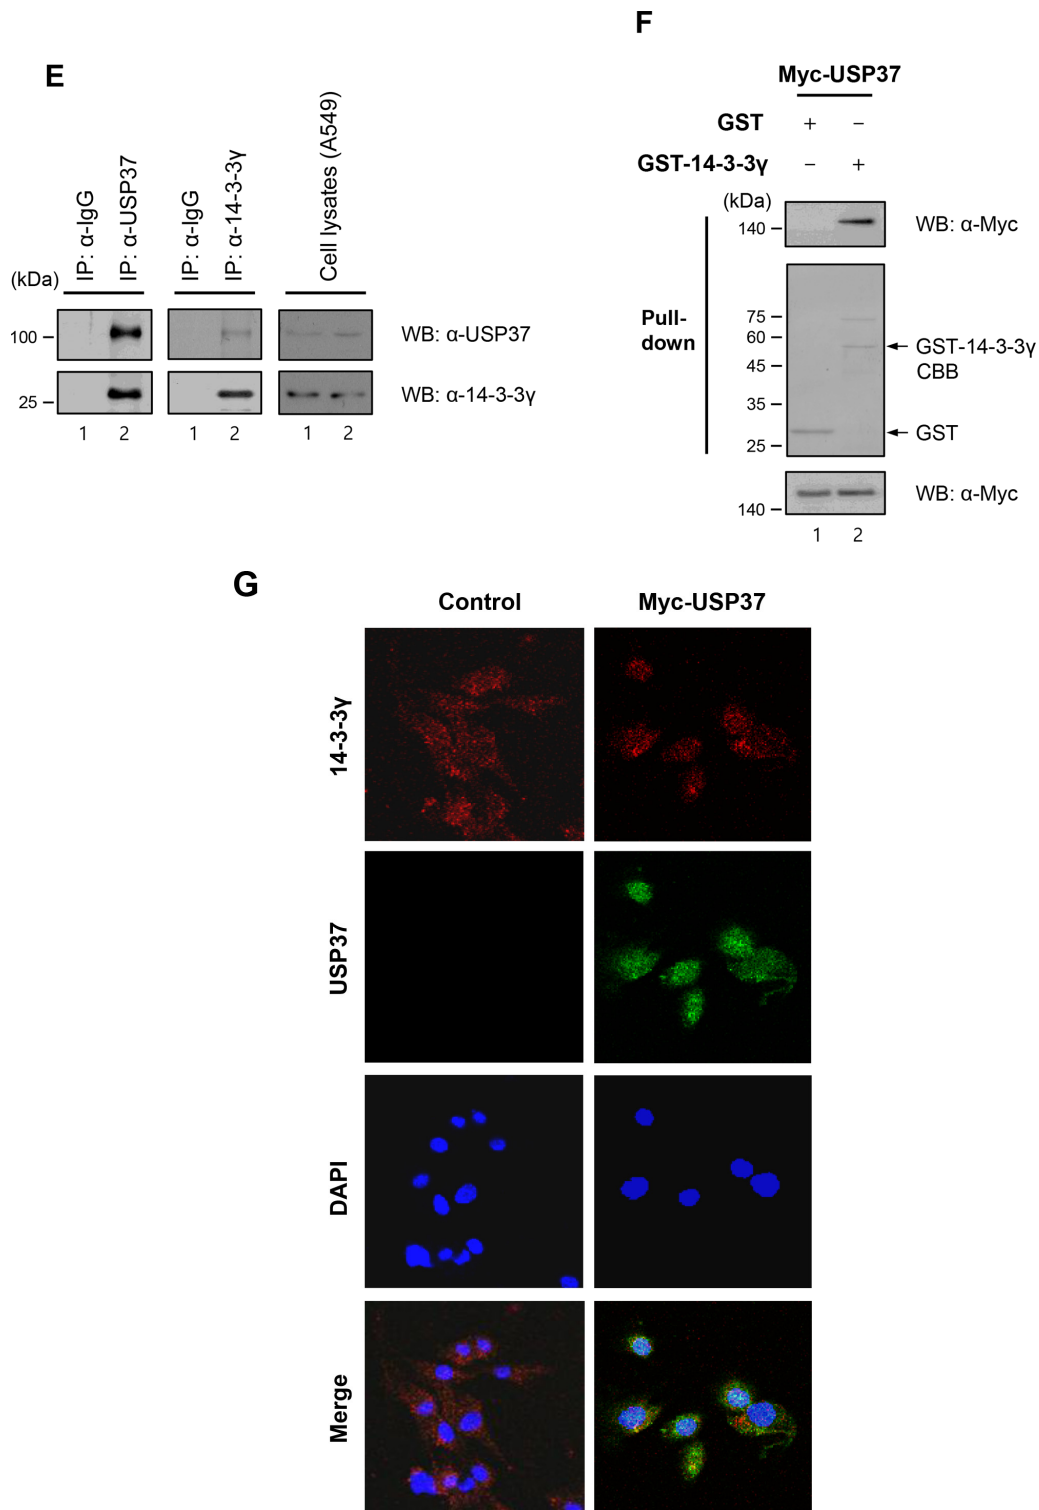 E
IP: α-IgG
IP: α-USP37
IP: α-IgG
IP: α-14-3-3γ
Cell lysates (A549)
(kDa)
100
WB: α-USP37
25
WB: α-14-3-3γ
1 2 1 2 1 2
F
Myc-USP37
GST + −
GST-14-3-3γ − +
(kDa)
140
WB: α-Myc
Pull-
down
75
60
45
35
25
GST-14-3-3γ
CBB
GST
140
WB: α-Myc
1 2
G
Control Myc-USP37
14-3-3γ
USP37
DAPI
Merge